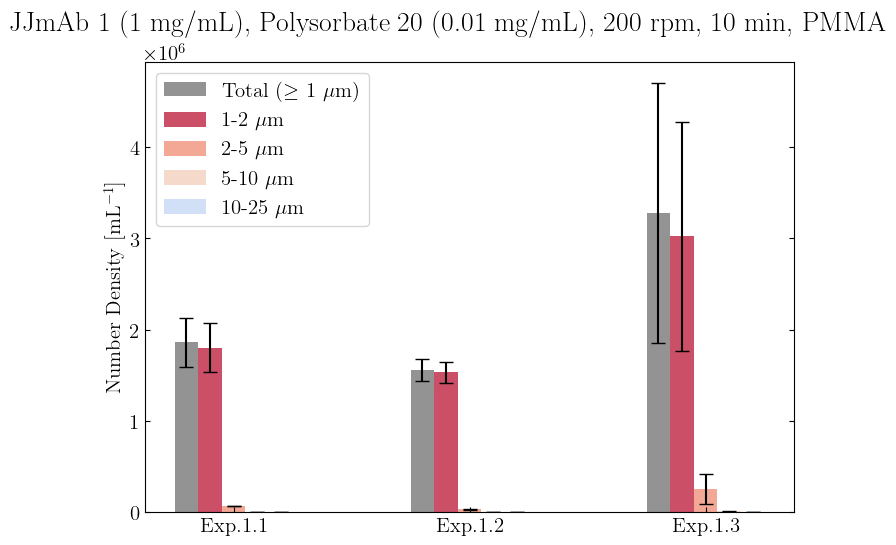 JJmAb 1 (1 mg/mL), Polysorbate 20 (0.01 mg/mL), 200 rpm, 10 min, PMMA
×10⁶
Total (≥ 1 μm)
1-2 μm
2-5 μm
5-10 μm
10-25 μm
Number Density [mL⁻¹]
4
3
2
1
0
Exp.1.1 Exp.1.2 Exp.1.3